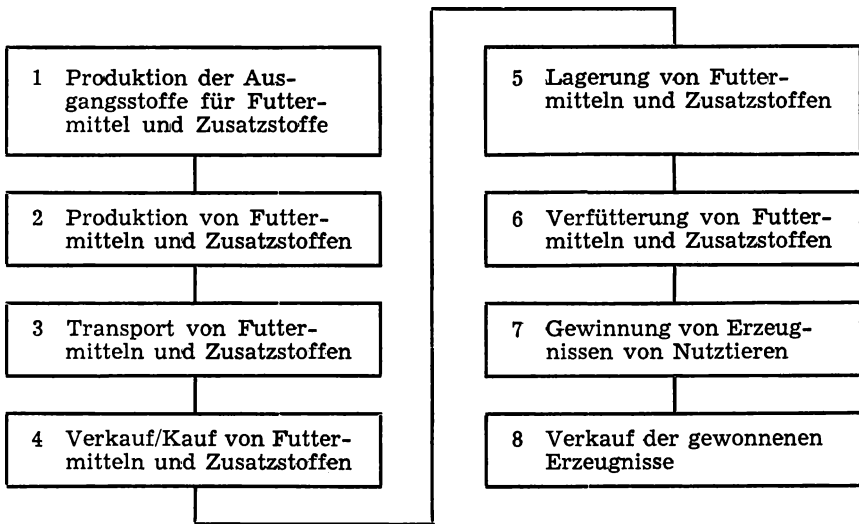 1 Produktion der Aus-
gangsstoffe für Futter-
mittel und Zusatzstoffe
2 Produktion von Futter-
mitteln und Zusatzstoffen
3 Transport von Futter-
mitteln und Zusatzstoffen
4 Verkauf/Kauf von Futter-
mitteln und Zusatzstoffen
5 Lagerung von Futter-
mitteln und Zusatzstoffen
6 Verfütterung von Futter-
mitteln und Zusatzstoffen
7 Gewinnung von Erzeug-
nissen von Nutztieren
8 Verkauf der gewonnenen
Erzeugnisse